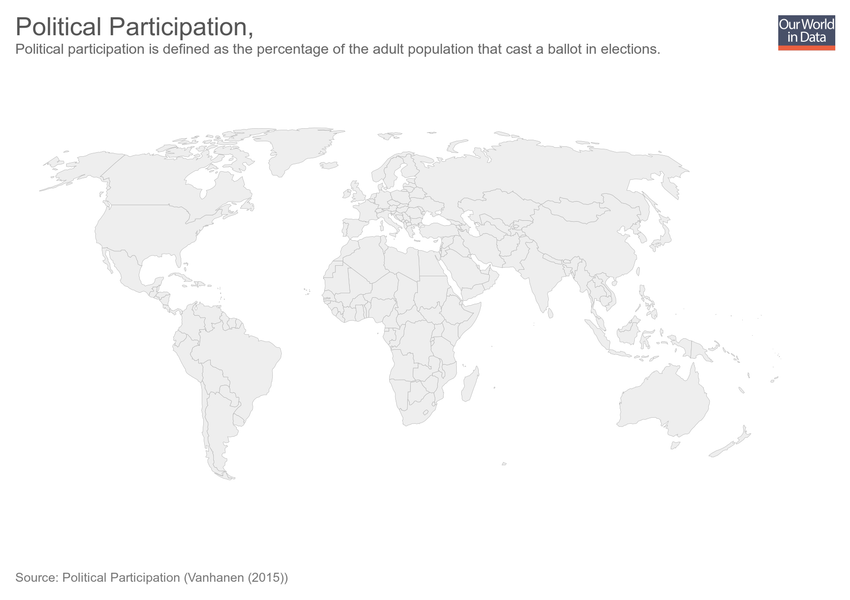 Political Participation,
Political participation is defined as the percentage of the adult population that cast a ballot in elections.
Our World
in Data
Source: Political Participation (Vanhanen (2015))